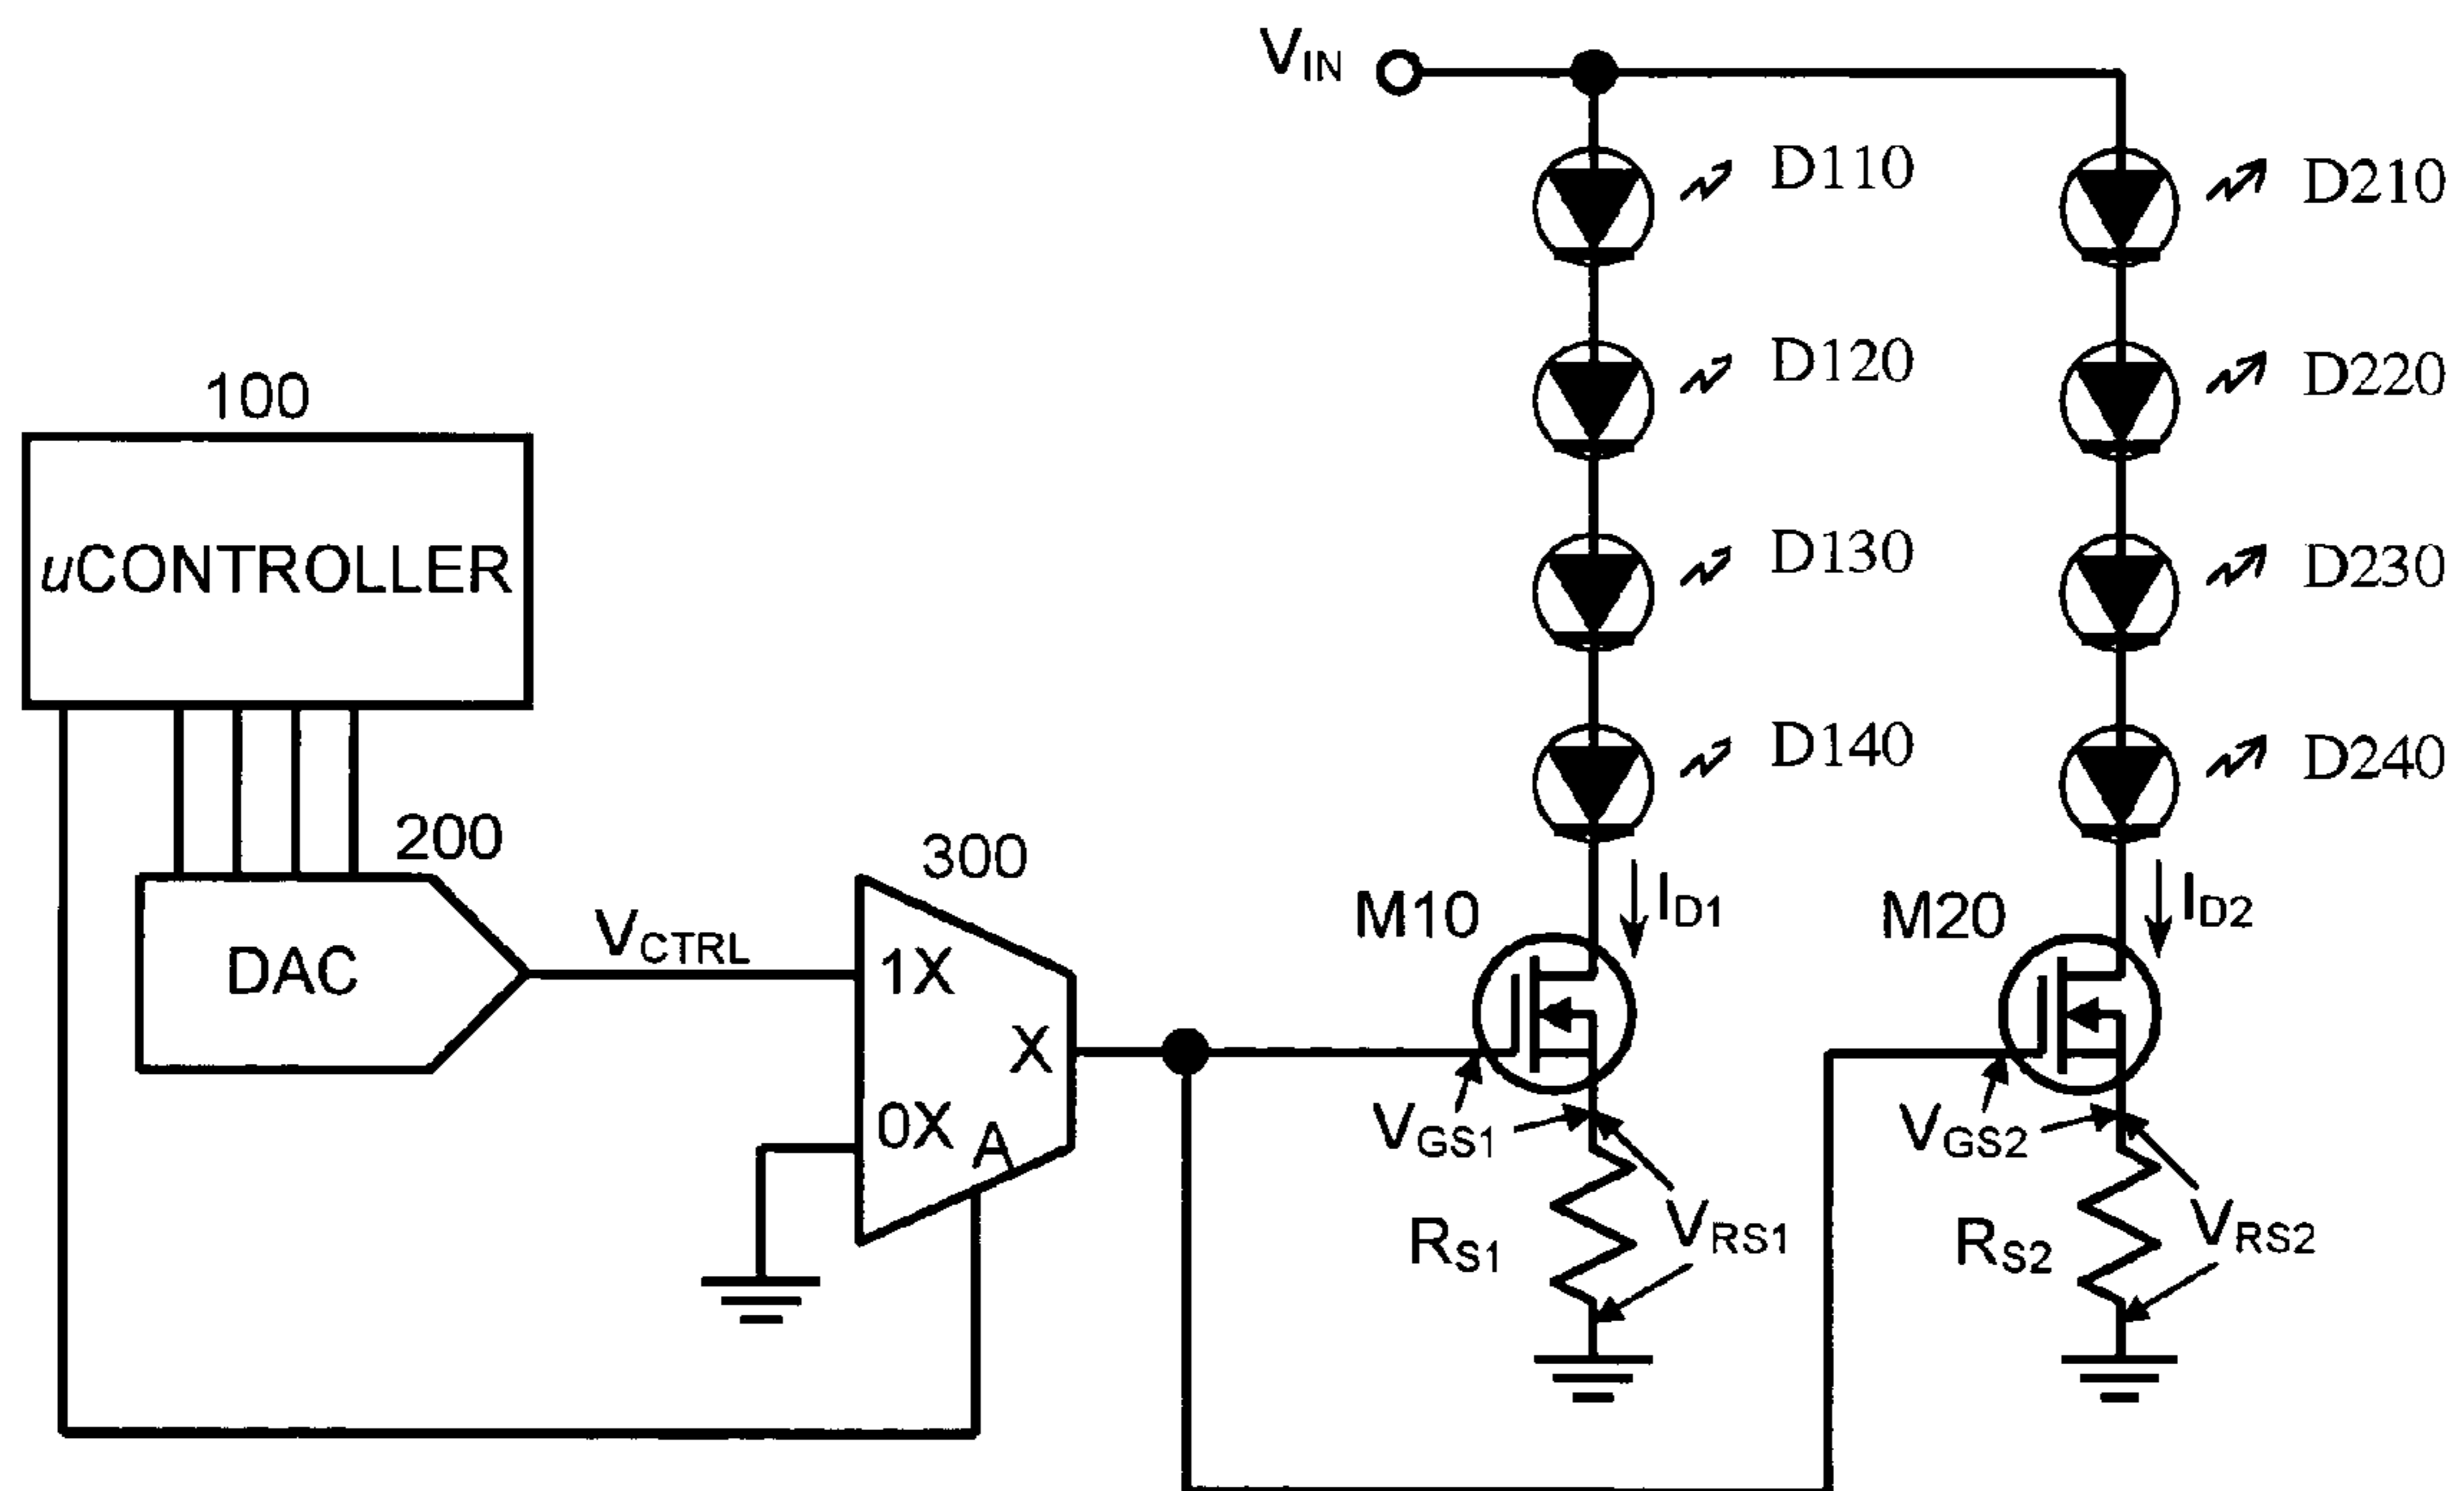 VIN
D110
D210
D120
D220
100
uCONTROLLER
D130
D230
D140
D240
200
300
DAC
VCTRL
1X
X
0X
A
M10
ID1
M20
ID2
VGS1
VGS2
RS1
VRS1
RS2
VRS2